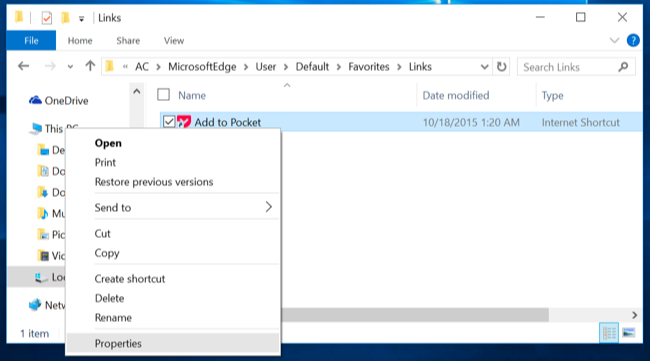 Links
File Home Share View
« AC > MicrosoftEdge > User > Default > Favorites > Links Search Links
Name Date modified Type
OneDrive
Add to Pocket 10/18/2015 1:20 AM Internet Shortcut
This PC
Open
De
Print
Do
Restore previous versions
Do
Send to
Mu
Cut
Pic
Copy
Vic
Create shortcut
Loc
Delete
Netw
Rename
1 item
Properties